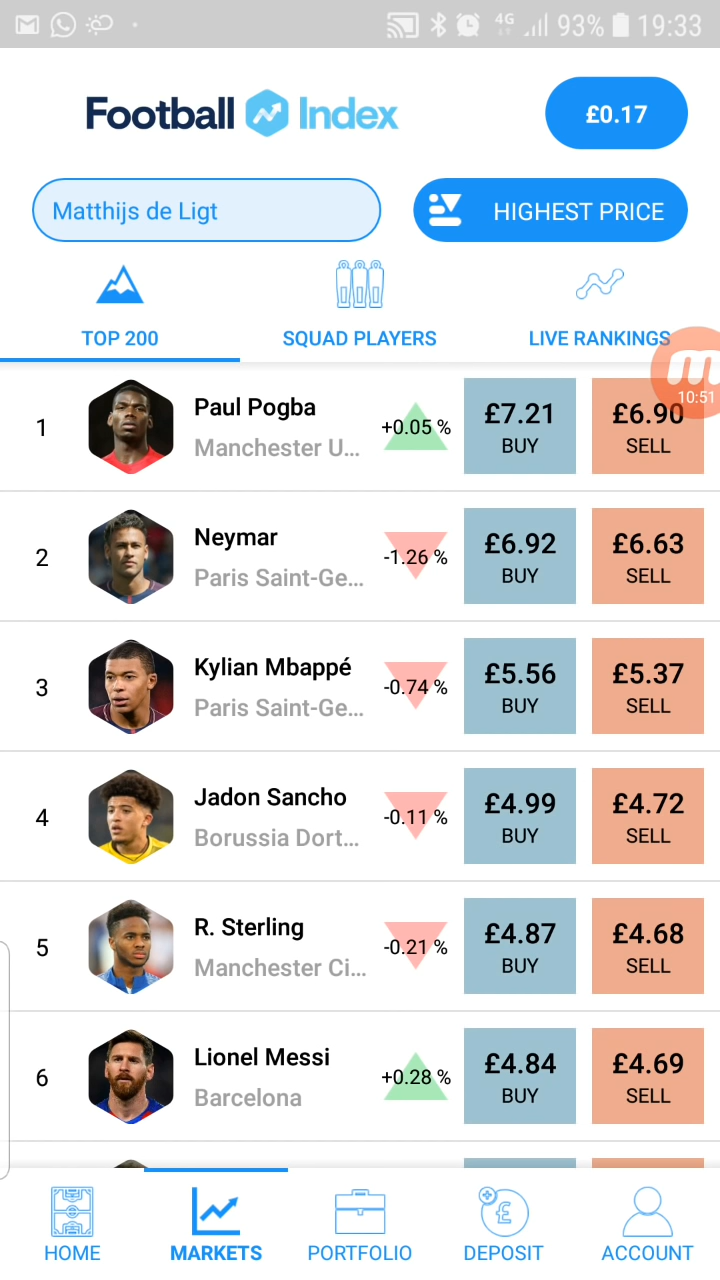 4G 93% 19:33
Football Index £0.17
Matthijs de Ligt HIGHEST PRICE
TOP 200 SQUAD PLAYERS LIVE RANKINGS
m
10:51
1 Paul Pogba +0.05 % £7.21 £6.90
Manchester U... BUY SELL
2 Neymar -1.26 % £6.92 £6.63
Paris Saint-Ge... BUY SELL
3 Kylian Mbappé -0.74 % £5.56 £5.37
Paris Saint-Ge... BUY SELL
4 Jadon Sancho -0.11 % £4.99 £4.72
Borussia Dort... BUY SELL
5 R. Sterling -0.21 % £4.87 £4.68
Manchester Ci... BUY SELL
6 Lionel Messi +0.28 % £4.84 £4.69
Barcelona BUY SELL
£
HOME MARKETS PORTFOLIO DEPOSIT ACCOUNT